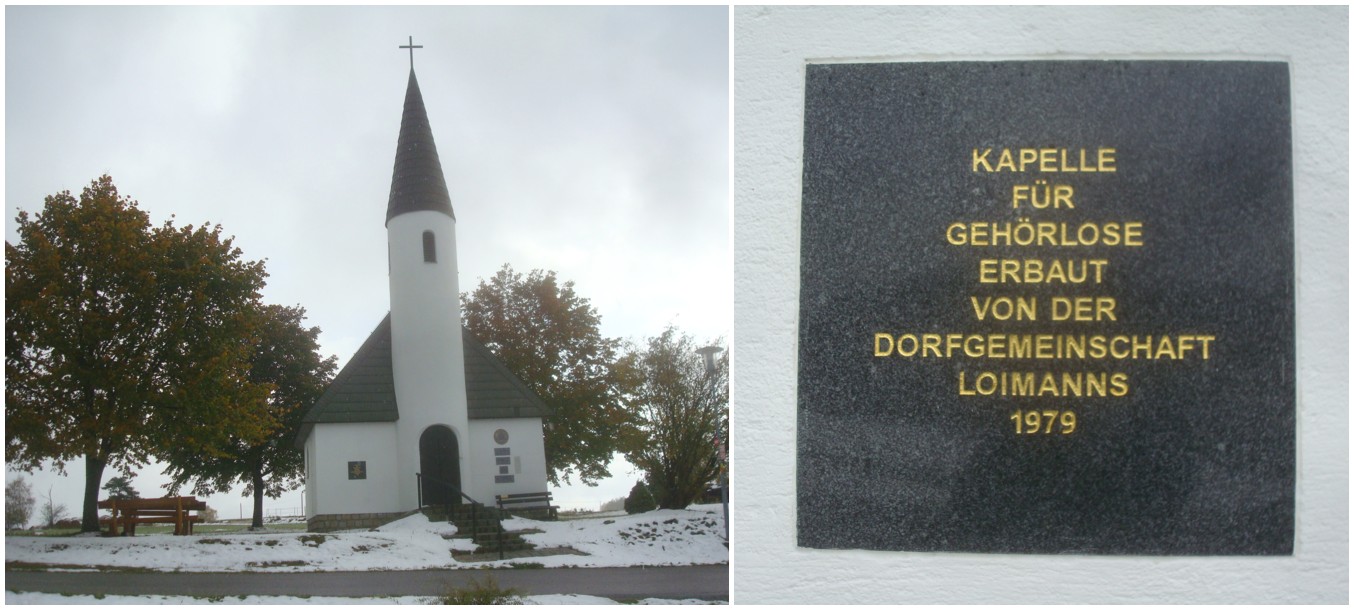 KAPELLE
FÜR
GEHÖRLOSE
ERBAUT
VON DER
DORFGEMEINSCHAFT
LOIMANNS
1979